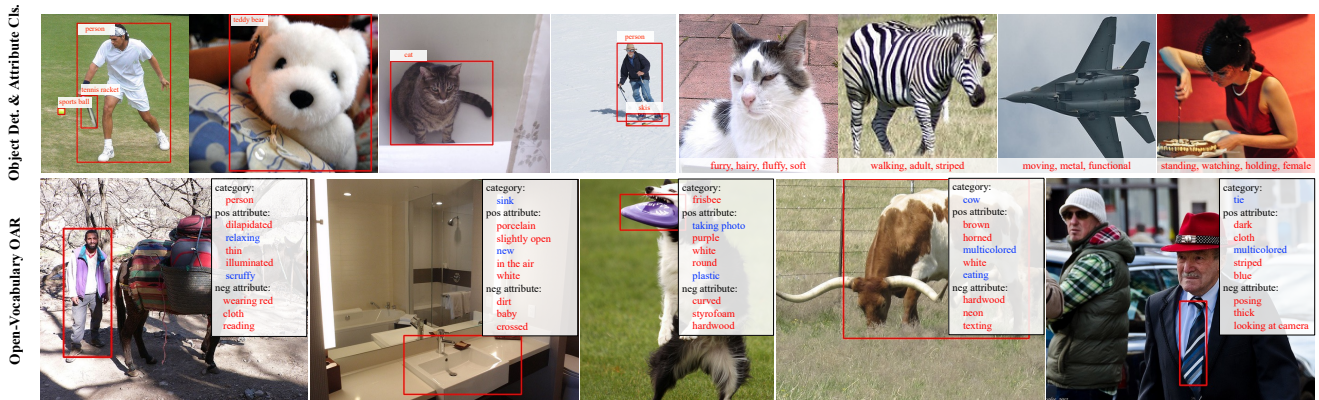 Object Det. & Attribute Cls.
person
tennis racket
sports ball
teddy bear
cat
person
skis
furry, hairy, fluffy, soft
walking, adult, striped
moving, metal, functional
standing, watching, holding, female
Open-Vocabulary OAR
category:
person
pos attribute:
dilapidated
relaxing
thin
illuminated
scruffy
neg attribute:
wearing red
cloth
reading
category:
sink
pos attribute:
porcelain
slightly open
new
in the air
white
neg attribute:
dirt
baby
crossed
category:
frisbee
pos attribute:
taking photo
purple
white
round
plastic
neg attribute:
curved
styrofoam
hardwood
category:
cow
pos attribute:
brown
horned
multicolored
white
eating
neg attribute:
hardwood
neon
texting
category:
tie
pos attribute:
dark
cloth
multicolored
striped
blue
neg attribute:
posing
thick
looking at camera